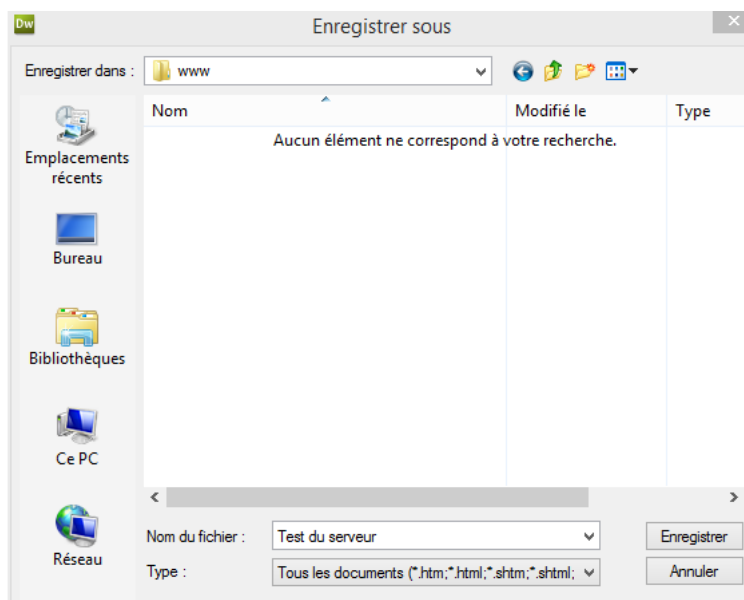 Dw
Enregistrer sous
Enregistrer dans :
www
Nom
Modifié le
Type
Aucun élément ne correspond à votre recherche.
Emplacements
récents
Bureau
Bibliothèques
Ce PC
Réseau
Nom du fichier :
Test du serveur
Enregistrer
Type :
Tous les documents (*.htm;*.html;*.shtm;*.shtml;
Annuler